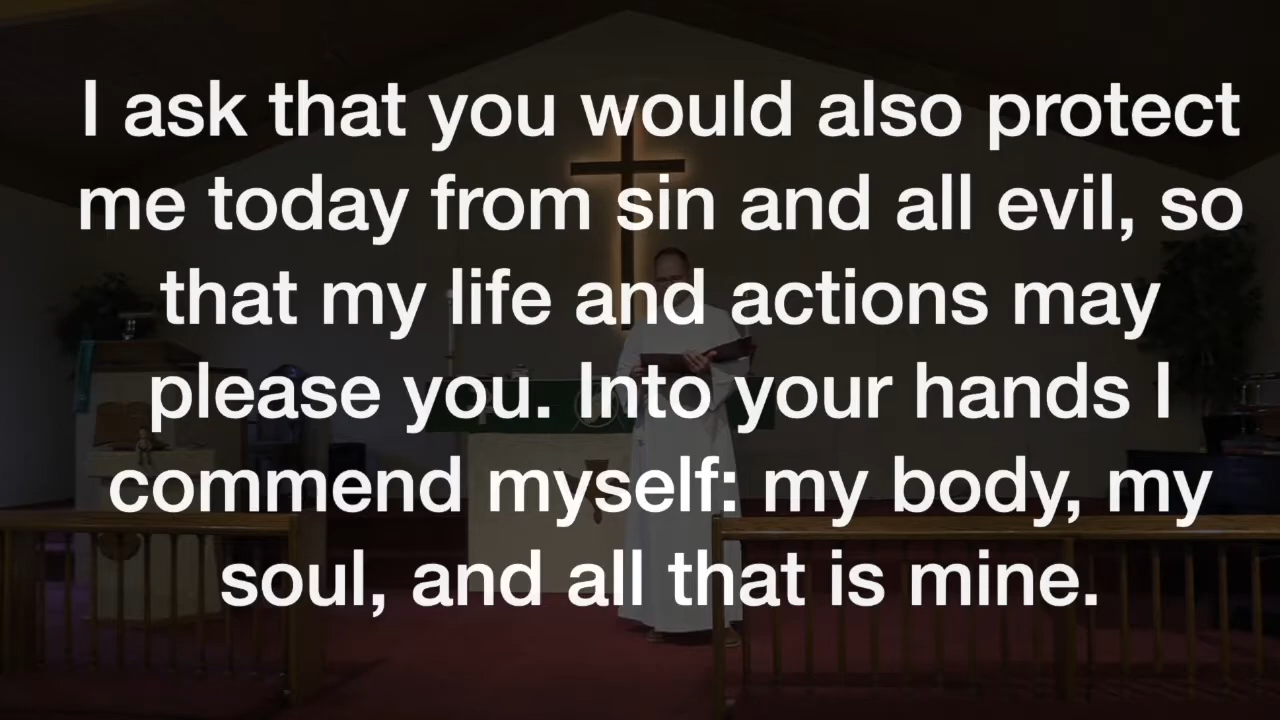 I ask that you would also protect
me today from sin and all evil, so
that my life and actions may
please you. Into your hands I
commend myself: my body, my
soul, and all that is mine.